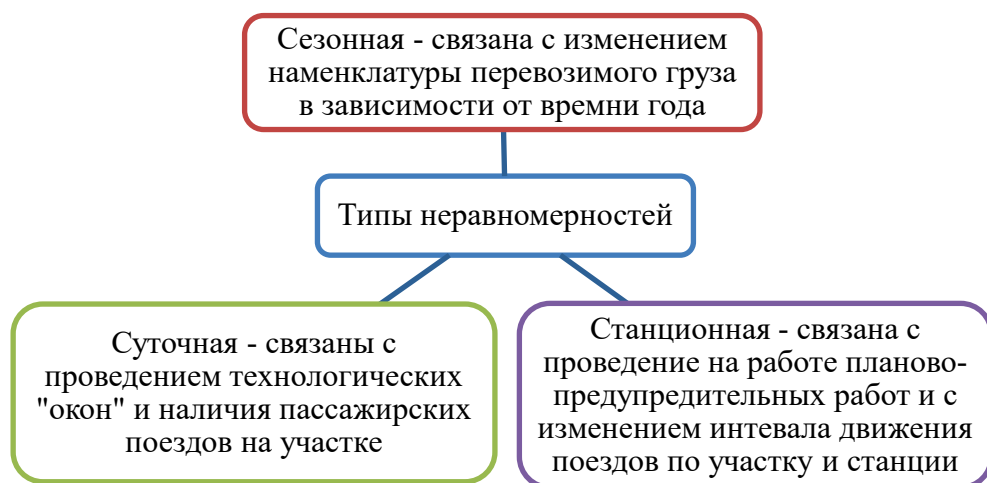 Сезонная - связана с изменением
наменклатуры перевозимого груза
в зависимости от времни года
Типы неравномерностей
Суточная - связаны с
проведением технологических
"окон" и наличия пассажирских
поездов на участке
Станционная - связана с
проведение на работе планово-
предупредительных работ и с
изменением интевала движения
поездов по участку и станции